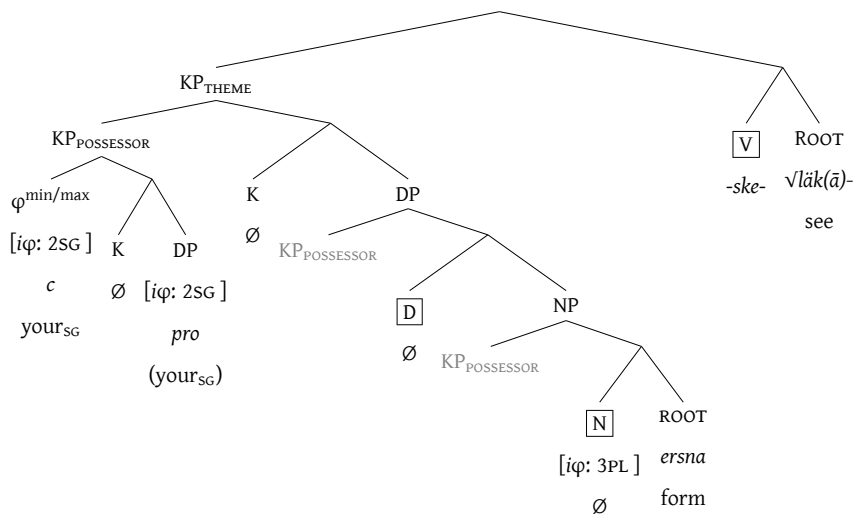 KP_THEME
KP_POSSESSOR
V ROOT
-ske- √läk(ā)-
see
φ^min/max
K DP
[iφ: 2SG ]
K DP
Ø
KP_POSSESSOR
c
Ø [iφ: 2SG ]
your_SG
pro
(your_SG)
D NP
Ø
KP_POSSESSOR
N ROOT
[iφ: 3PL ] ersna
Ø form